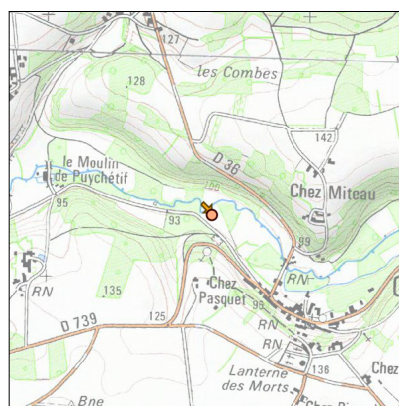 127
les Combes
128
142
D 36
le Moulin
de Puychétif
100
Chez Miteau
95
93
99
RN
RN
Chez
Pasquet
135
95
C
D 739
125
RN
RN
Lanterne
des Morts
136
Chez
Bne